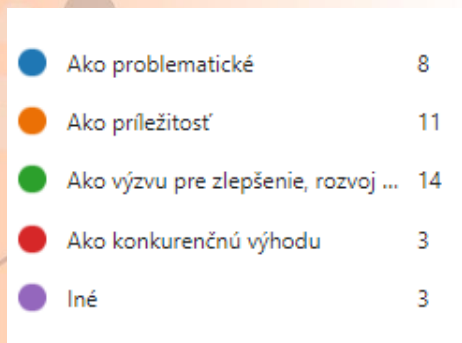 Ako problematické 8
Ako príležitosť 11
Ako výzvu pre zlepšenie, rozvoj ... 14
Ako konkurenčnú výhodu 3
Iné 3